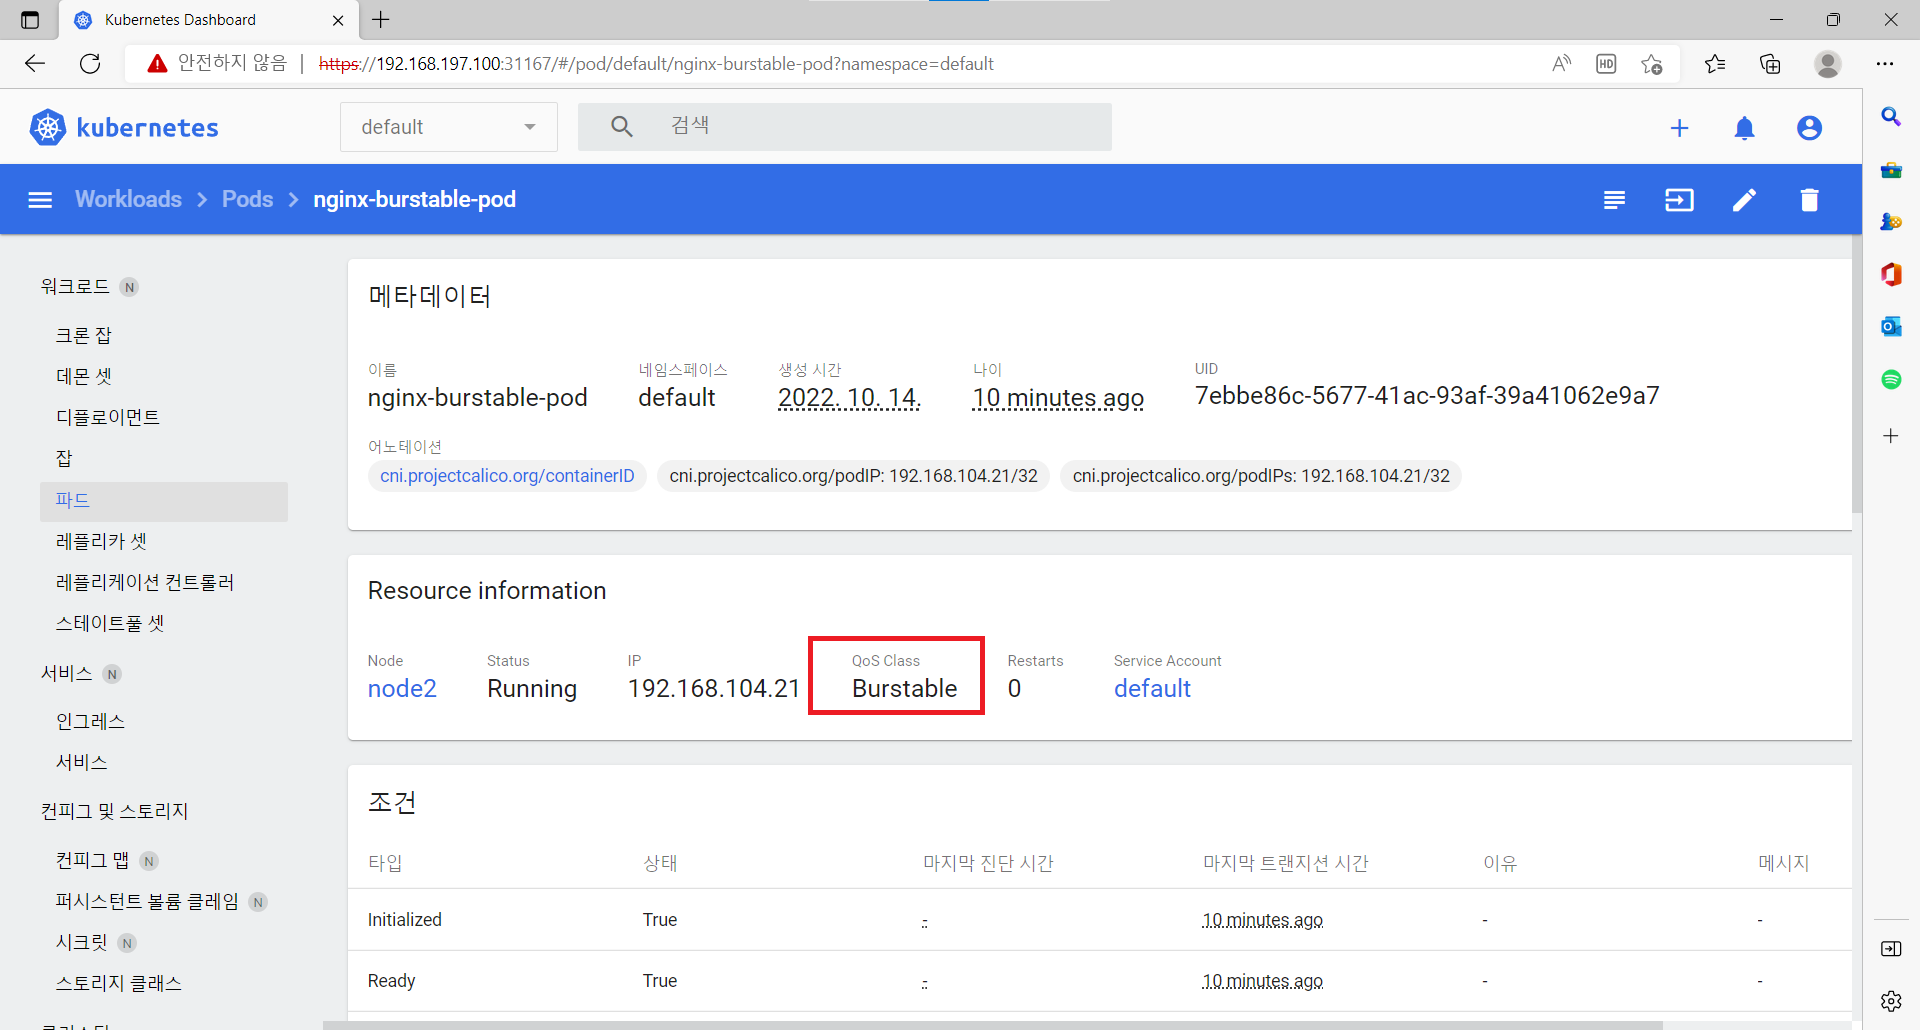 Kubernetes Dashboard
안전하지 않음 | https://192.168.197.100:31167/#/pod/default/nginx-burstable-pod?namespace=default
kubernetes default 검색
Workloads > Pods > nginx-burstable-pod
워크로드 N
크론 잡
데몬 셋
디플로이먼트
잡
파드
레플리카 셋
레플리케이션 컨트롤러
스테이트풀 셋
서비스 N
인그레스
서비스
컨피그 및 스토리지
컨피그 맵 N
퍼시스턴트 볼륨 클레임 N
시크릿 N
스토리지 클래스
메타데이터
이름 네임스페이스 생성 시간 나이 UID
nginx-burstable-pod default 2022. 10. 14. 10 minutes ago 7ebbe86c-5677-41ac-93af-39a41062e9a7
어노테이션
cni.projectcalico.org/containerID cni.projectcalico.org/podIP: 192.168.104.21/32 cni.projectcalico.org/podIPs: 192.168.104.21/32
Resource information
Node Status IP QoS Class Restarts Service Account
node2 Running 192.168.104.21 Burstable 0 default
조건
타입 상태 마지막 진단 시간 마지막 트랜지션 시간 이유 메시지
Initialized True - 10 minutes ago - -
Ready True - 10 minutes ago - -